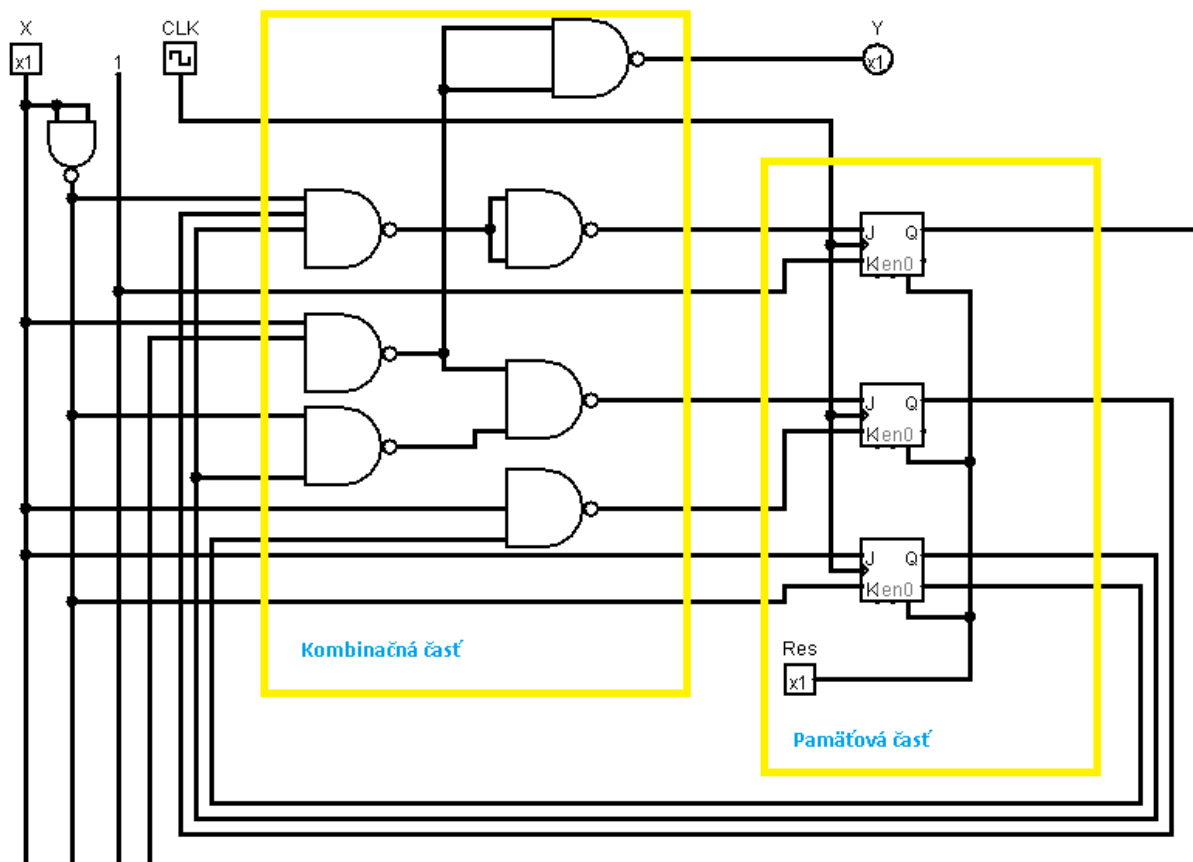 X
1
CLK
Y
x1
x1
J Q
K en0
J Q
K en0
J Q
K en0
Kombinačná časť
Res
x1
Pamäťová časť